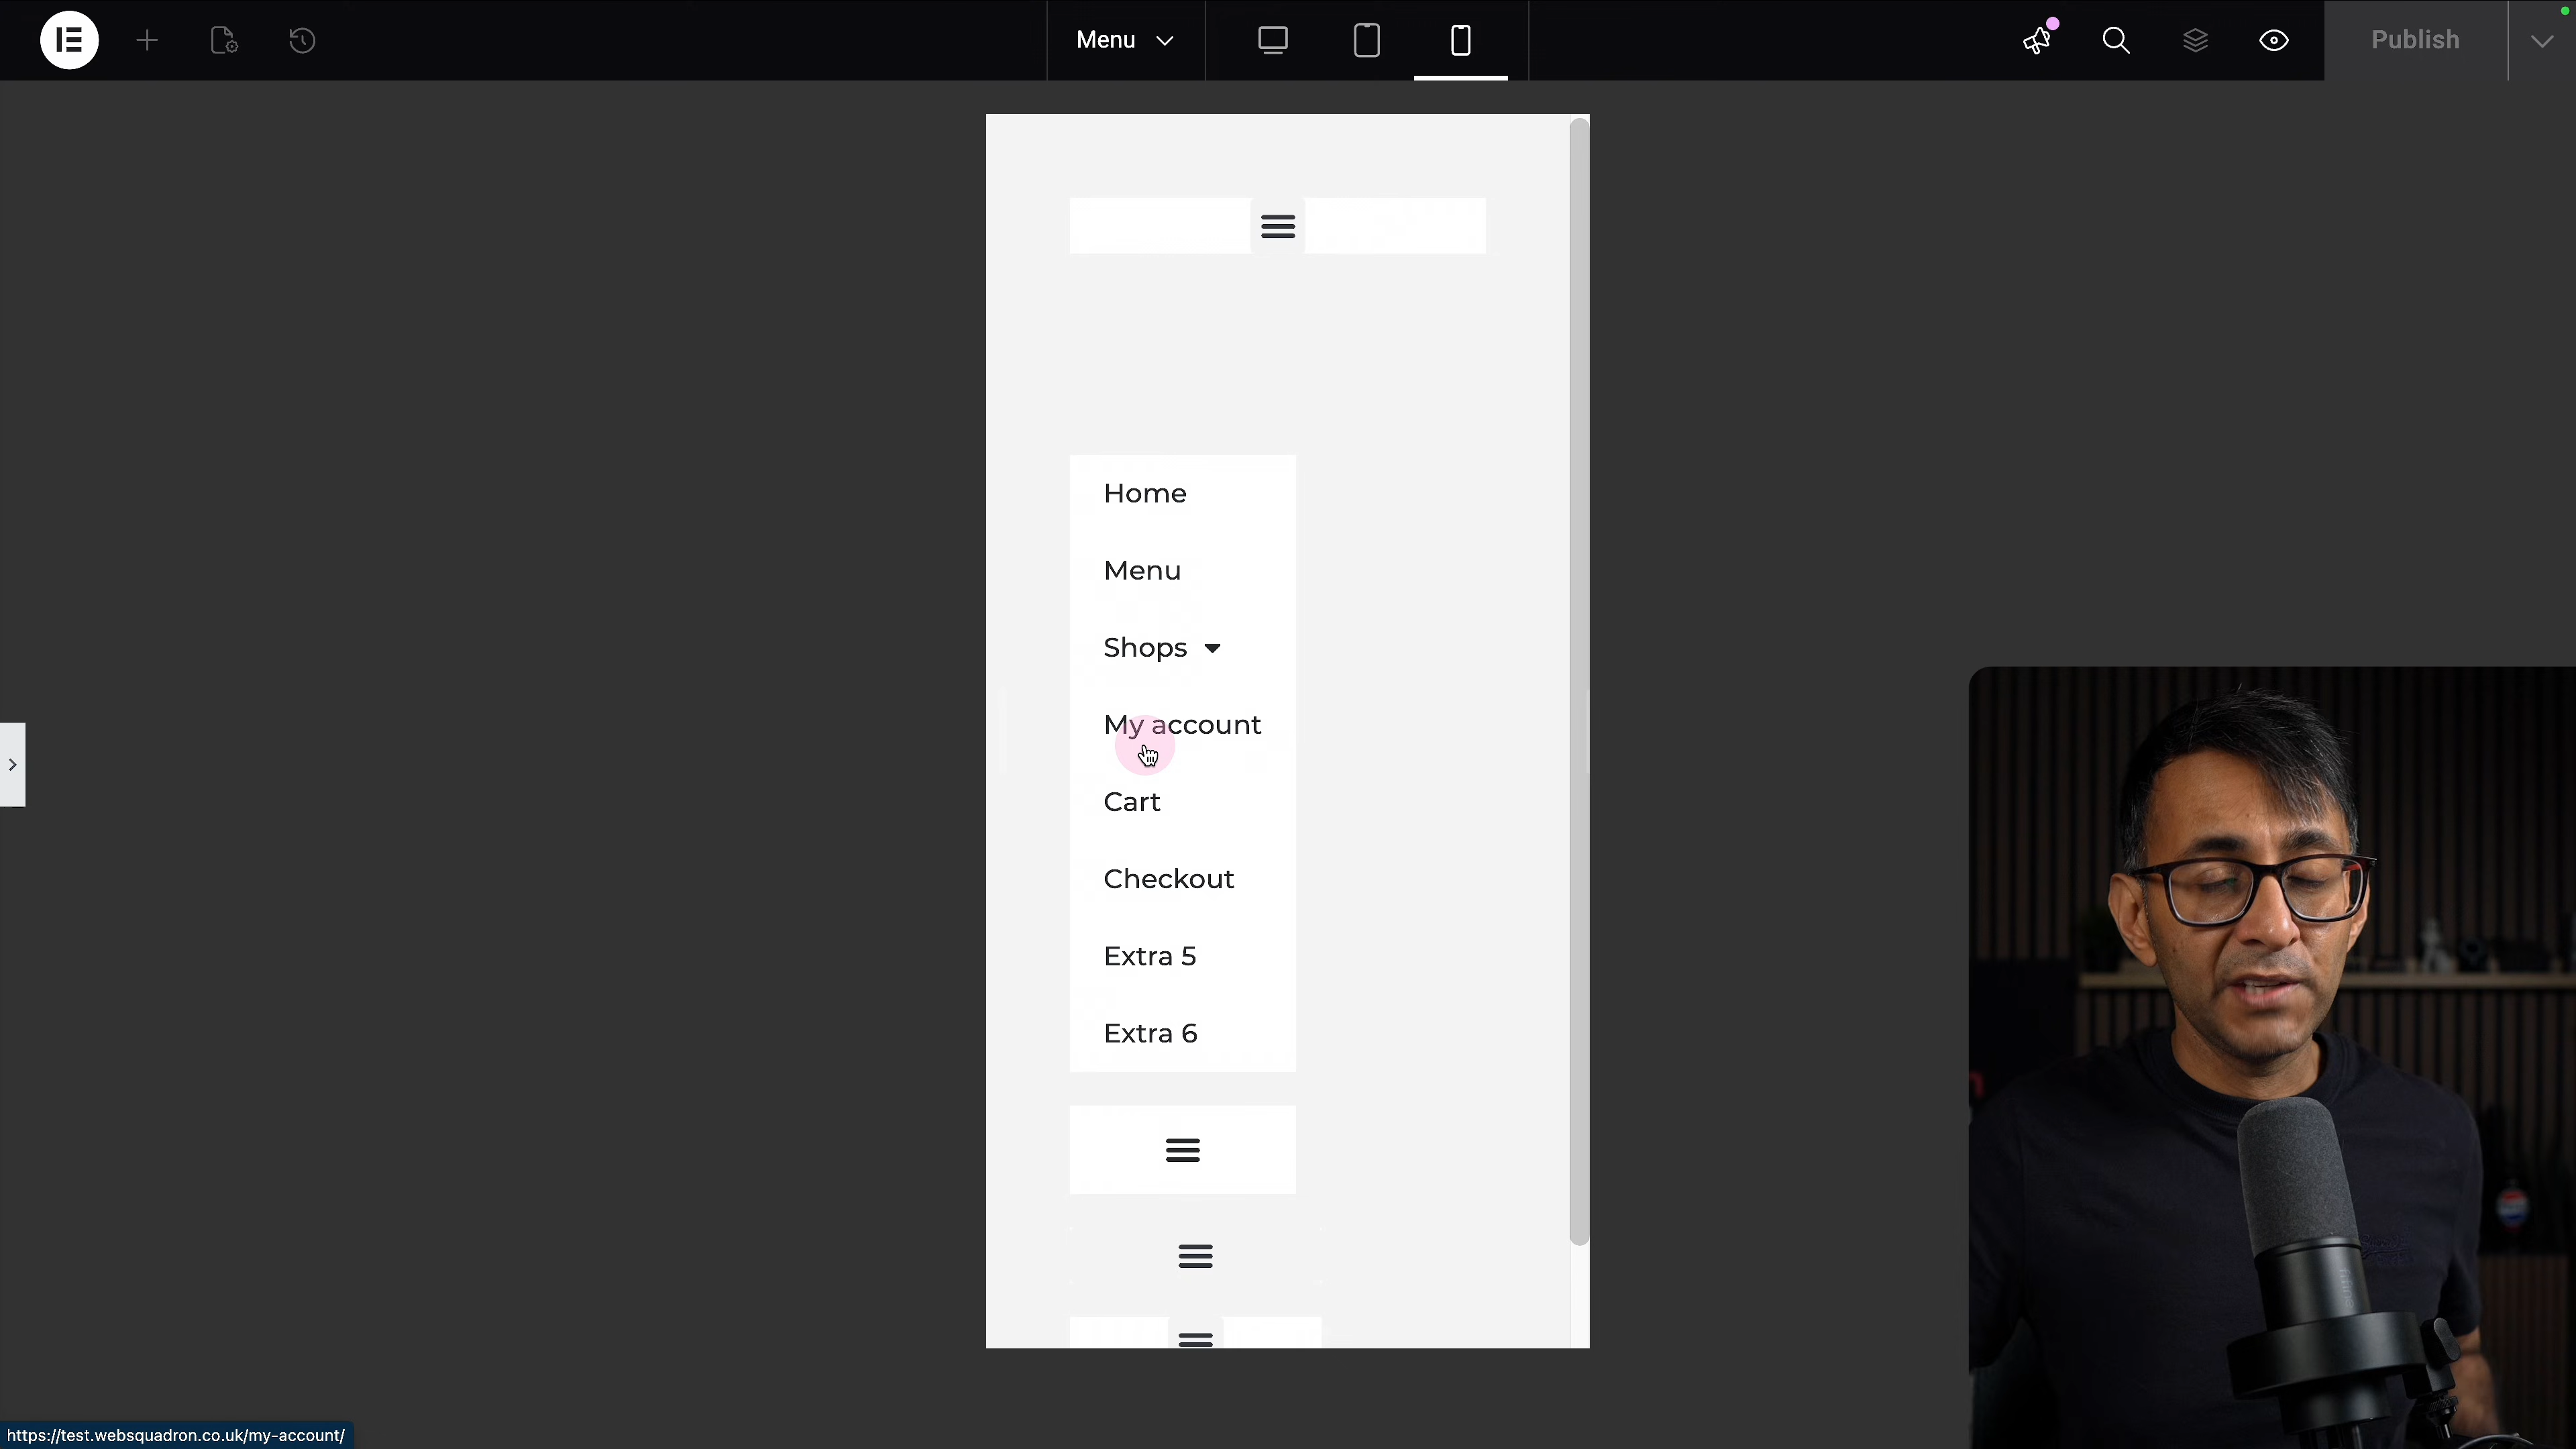 Menu
Publish
Home
Menu
Shops
My account
Cart
Checkout
Extra 5
Extra 6
https://test.websquadron.co.uk/my-account/